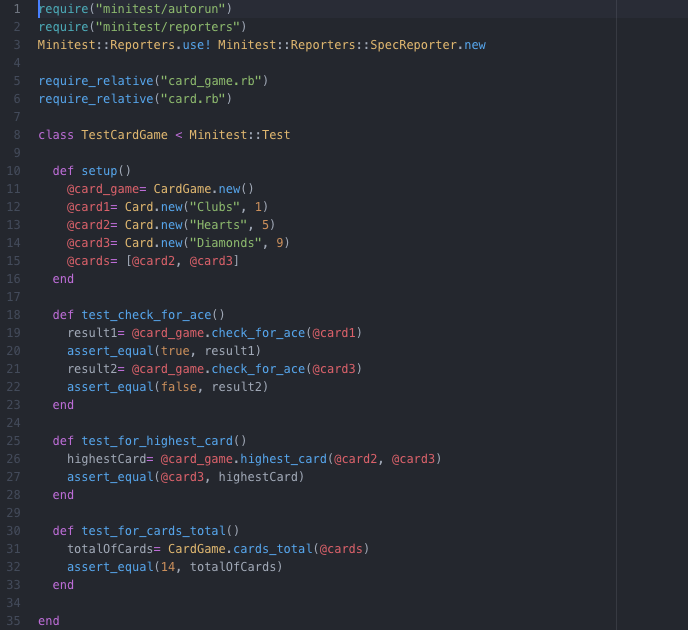 1 require("minitest/autorun")
2 require("minitest/reporters")
3 Minitest::Reporters.use! Minitest::Reporters::SpecReporter.new
4
5 require_relative("card_game.rb")
6 require_relative("card.rb")
7
8 class TestCardGame < Minitest::Test
9
10   def setup()
11     @card_game= CardGame.new()
12     @card1= Card.new("Clubs", 1)
13     @card2= Card.new("Hearts", 5)
14     @card3= Card.new("Diamonds", 9)
15     @cards= [@card2, @card3]
16   end
17
18   def test_check_for_ace()
19     result1= @card_game.check_for_ace(@card1)
20     assert_equal(true, result1)
21     result2= @card_game.check_for_ace(@card3)
22     assert_equal(false, result2)
23   end
24
25   def test_for_highest_card()
26     highestCard= @card_game.highest_card(@card2, @card3)
27     assert_equal(@card3, highestCard)
28   end
29
30   def test_for_cards_total()
31     totalOfCards= CardGame.cards_total(@cards)
32     assert_equal(14, totalOfCards)
33   end
34
35 end